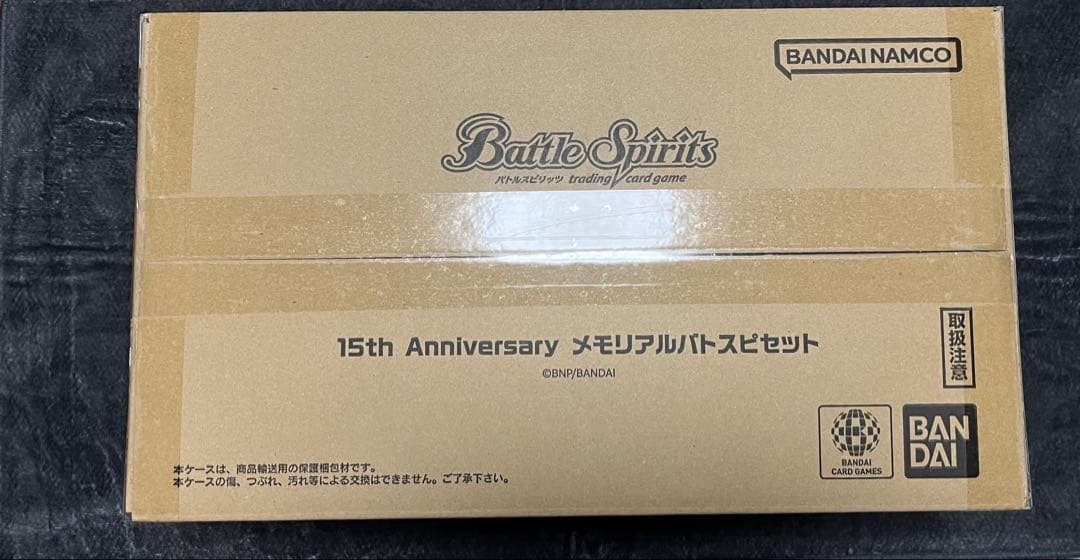 BANDAI NAMCO
Battle Spirits
バトルスピリッツ trading card game
15th Anniversary メモリアルバトスピセット
©BNP/BANDAI
取扱注意
BANDAI
CARD GAMES
BAN
DAI
本ケースは、商品輸送用の保護梱包材です。
本ケースの傷、つぶれ、汚れ等による交換はできません。ご了承下さい。